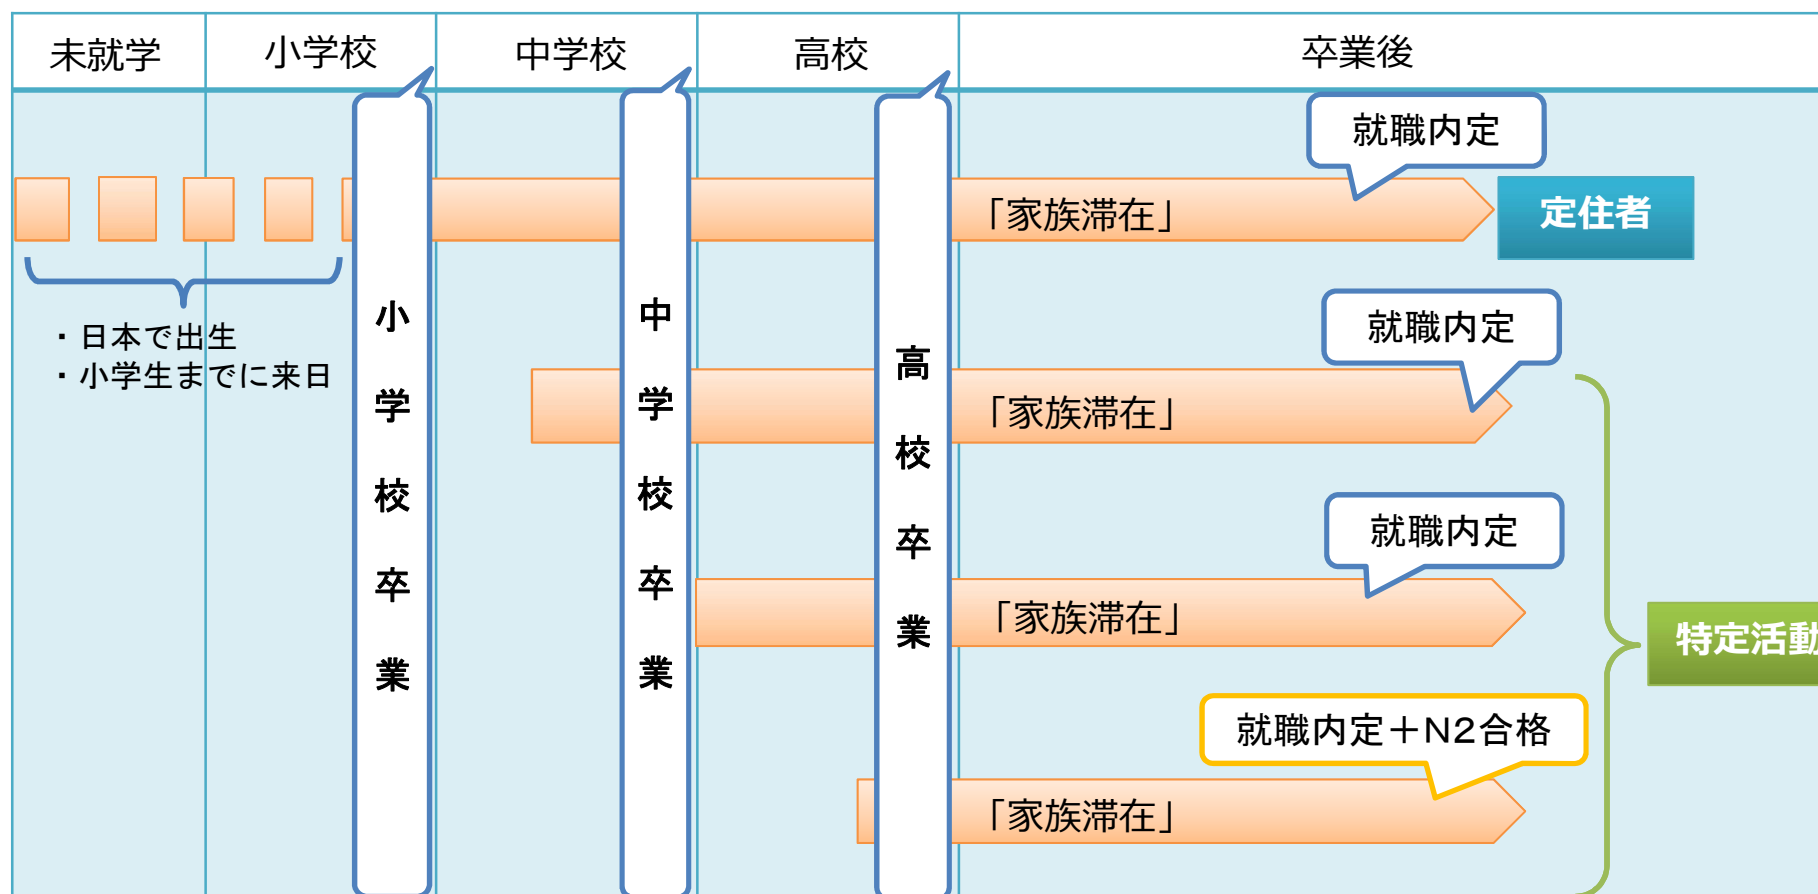 未就学
小学校
中学校
高校
卒業後
就職内定
「家族滞在」
定住者
・日本で出生
・小学生までに来日
小学校卒業
中学校卒業
高校卒業
就職内定
「家族滞在」
就職内定
「家族滞在」
特定活動
就職内定＋N2合格
「家族滞在」